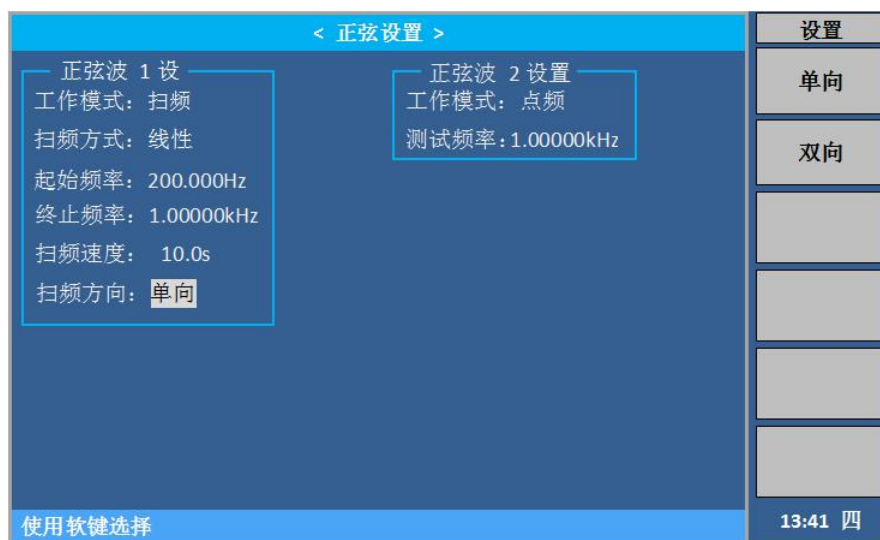 < 正弦设置 >
正弦波 1 设
工作模式：扫频
扫频方式：线性
起始频率：200.000Hz
终止频率：1.00000kHz
扫频速度：10.0s
扫频方向：单向
正弦波 2 设置
工作模式：点频
测试频率：1.00000kHz
使用软键选择
设置
单向
双向
13:41 四